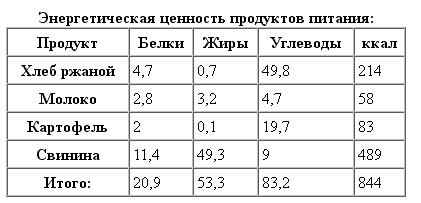 Энергетическая ценность продуктов питания:
Продукт Белки Жиры Углеводы ккал
Хлеб ржаной 4,7 0,7 49,8 214
Молоко 2,8 3,2 4,7 58
Картофель 2 0,1 19,7 83
Свинина 11,4 49,3 9 489
Итого: 20,9 53,3 83,2 844